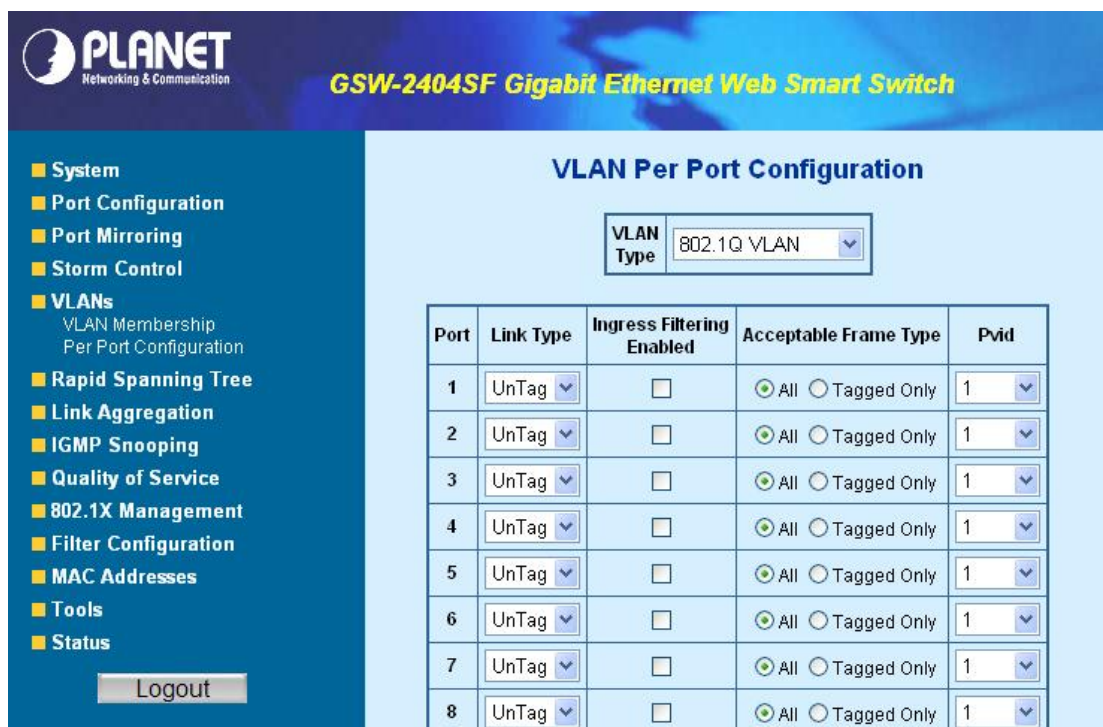 PLANET
Networking & Communication
GSW-2404SF Gigabit Ethernet Web Smart Switch
System
Port Configuration
Port Mirroring
Storm Control
VLANs
VLAN Membership
Per Port Configuration
Rapid Spanning Tree
Link Aggregation
IGMP Snooping
Quality of Service
802.1X Management
Filter Configuration
MAC Addresses
Tools
Status
Logout
VLAN Per Port Configuration
VLAN Type 802.1Q VLAN
Port Link Type Ingress Filtering Enabled Acceptable Frame Type Pvid
1 UnTag All Tagged Only 1
2 UnTag All Tagged Only 1
3 UnTag All Tagged Only 1
4 UnTag All Tagged Only 1
5 UnTag All Tagged Only 1
6 UnTag All Tagged Only 1
7 UnTag All Tagged Only 1
8 UnTag All Tagged Only 1